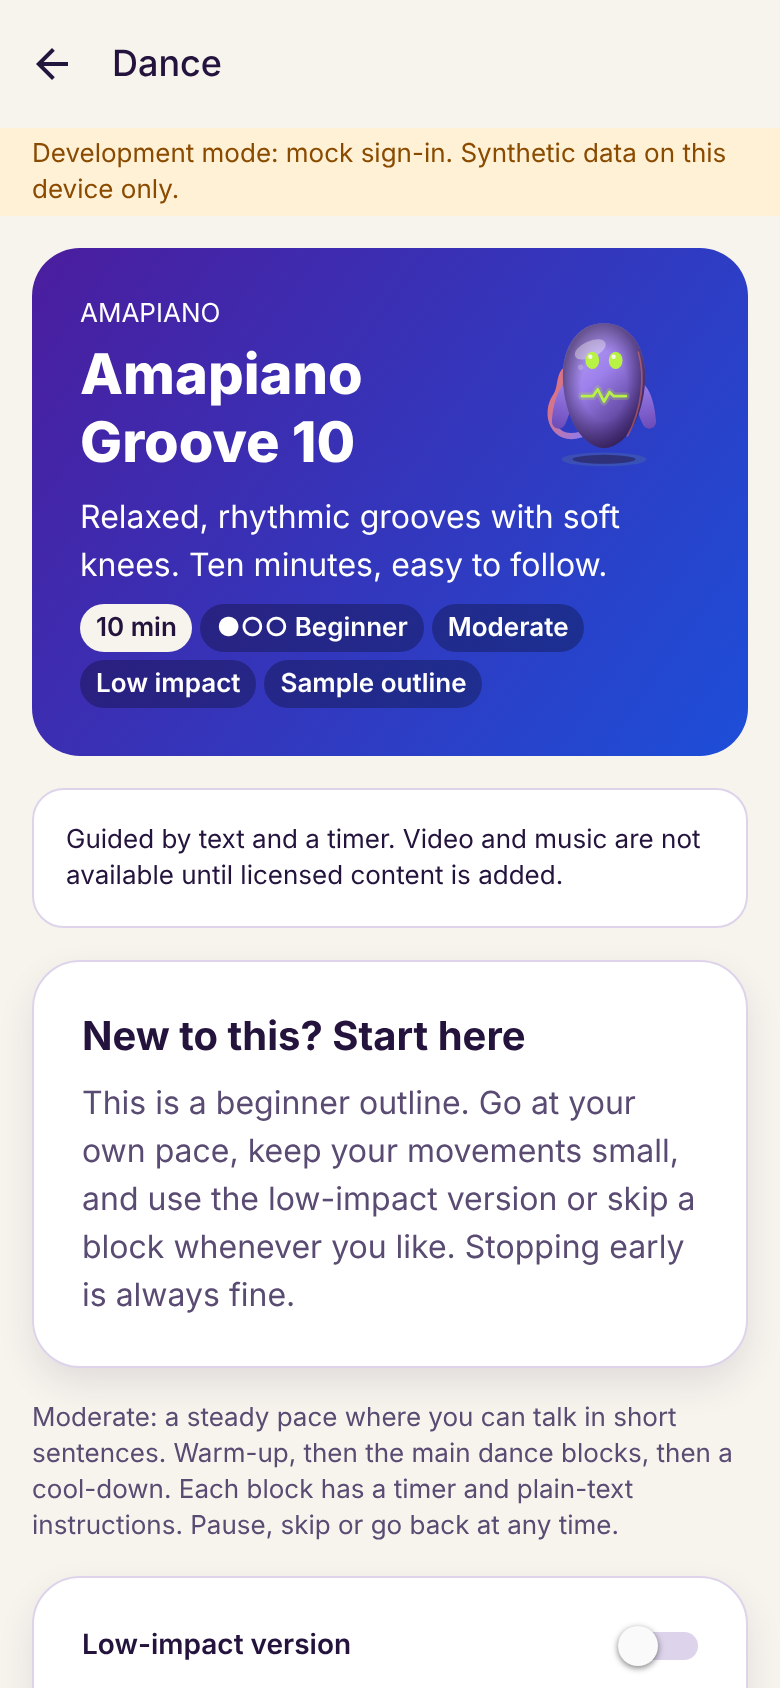 Dance
Development mode: mock sign-in. Synthetic data on this
device only.
AMAPIANO
Amapiano
Groove 10
Relaxed, rhythmic grooves with soft
knees. Ten minutes, easy to follow.
10 min
●○○ Beginner
Moderate
Low impact
Sample outline
Guided by text and a timer. Video and music are not
available until licensed content is added.
New to this? Start here
This is a beginner outline. Go at your
own pace, keep your movements small,
and use the low-impact version or skip a
block whenever you like. Stopping early
is always fine.
Moderate: a steady pace where you can talk in short
sentences. Warm-up, then the main dance blocks, then a
cool-down. Each block has a timer and plain-text
instructions. Pause, skip or go back at any time.
Low-impact version